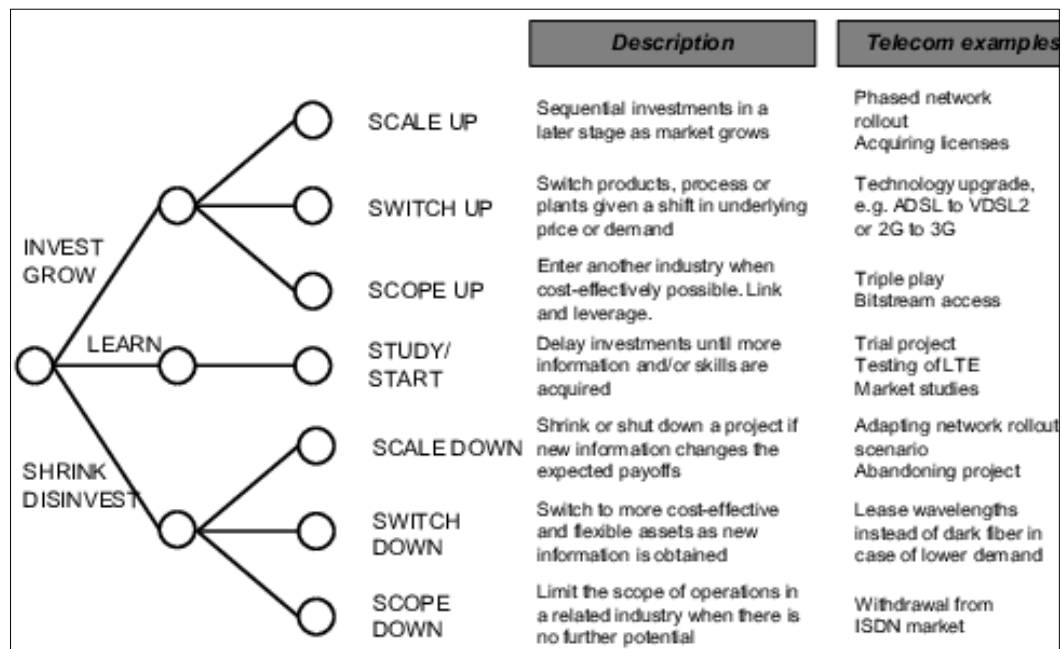 Description
Telecom examples
INVEST
GROW
LEARN
SHRINK
DISINVEST
SCALE UP
Sequential investments in a
later stage as market grows
Phased network
rollout
Acquiring licenses
SWITCH UP
Switch products, process or
plants given a shift in underlying
price or demand
Technology upgrade,
e.g. ADSL to VDSL2
or 2G to 3G
SCOPE UP
Enter another industry when
cost-effectively possible. Link
and leverage.
Triple play
Bitstream access
STUDY/
START
Delay investments until more
information and/or skills are
acquired
Trial project
Testing of LTE
Market studies
SCALE DOWN
Shrink or shut down a project if
new information changes the
expected payoffs
Adapting network rollout
scenario
Abandoning project
SWITCH
DOWN
Switch to more cost-effective
and flexible assets as new
information is obtained
Lease wavelengths
instead of dark fiber in
case of lower demand
SCOPE
DOWN
Limit the scope of operations in
a related industry when there is
no further potential
Withdrawal from
ISDN market